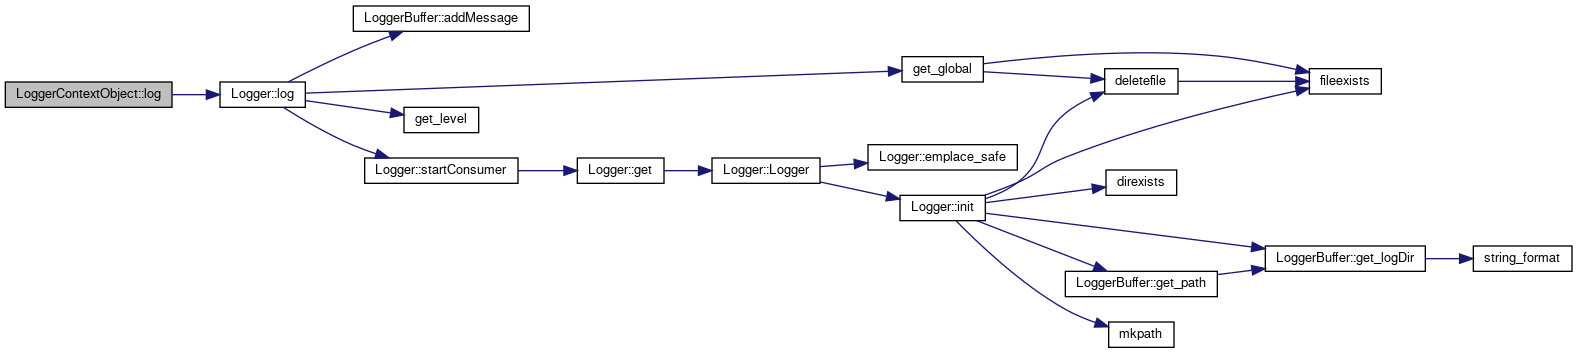 LoggerBuffer::addMessage
LoggerContextObject::log
Logger::log
get_global
deletefile
fileexists
get_level
Logger::startConsumer
Logger::get
Logger::Logger
Logger::emplace_safe
direxists
Logger::init
LoggerBuffer::get_logDir
string_format
LoggerBuffer::get_path
mkpath